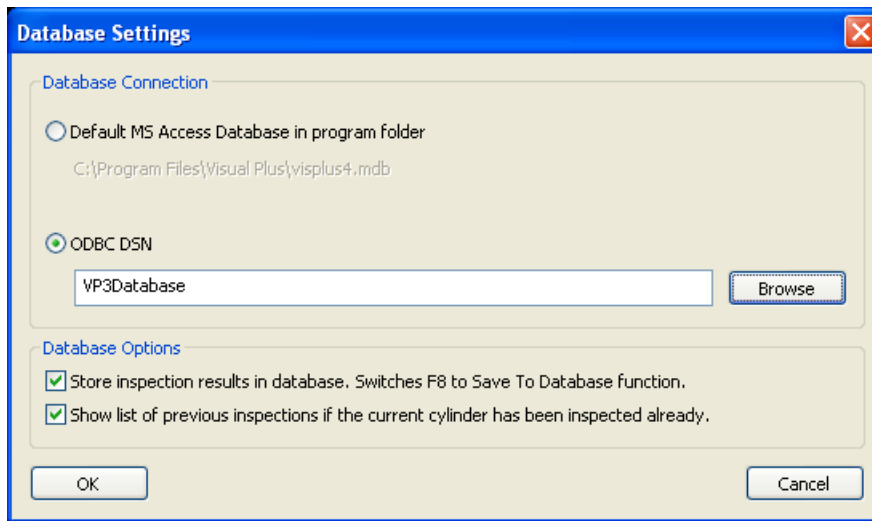 Database Settings
Database Connection
Default MS Access Database in program folder
C:\Program Files\Visual Plus\visplus4.mdb
ODBC DSN
VP3Database
Browse
Database Options
Store inspection results in database. Switches F8 to Save To Database function.
Show list of previous inspections if the current cylinder has been inspected already.
OK
Cancel